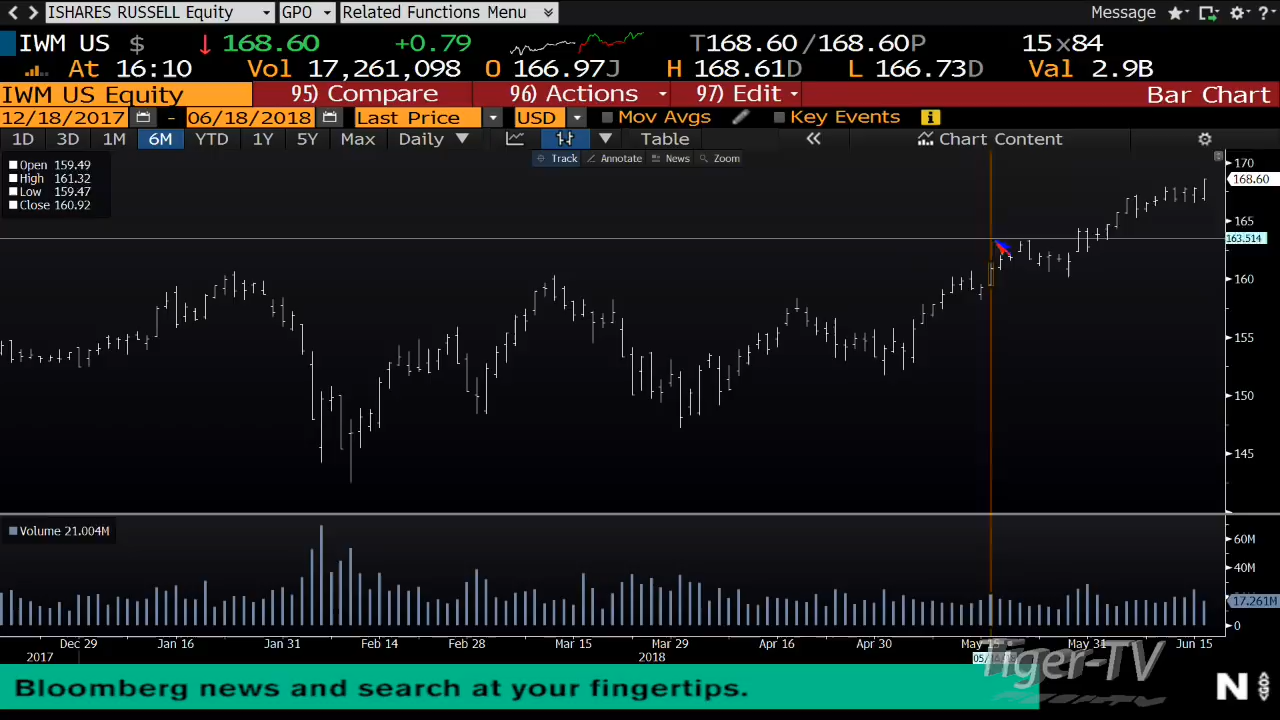 ISHARES RUSSELL Equity GPO Related Functions Menu Message ?
IWM US $ ↓ 168.60 +0.79 T168.60/168.60P 15x84
At 16:10 Vol 17,261,098 O 166.97J H 168.61D L 166.73D Val 2.9B
IWM US Equity 95) Compare 96) Actions 97) Edit Bar Chart
12/18/2017 - 06/18/2018 Last Price USD Mov Avgs Key Events
1D 3D 1M 6M YTD 1Y 5Y Max Daily ▼ Table « Chart Content
Track Annotate News Zoom
Open 159.49
High 161.32
Low 159.47
Close 160.92
170
168.60
165
163.514
160
155
150
145
Volume 21.004M
60M
40M
17.261M
0
Dec 29 Jan 16 Jan 31 Feb 14 Feb 28 Mar 15 Mar 29 Apr 16 Apr 30 May 15 May 31 Jun 15
2017 2018
Tiger-TV
Bloomberg news and search at your fingertips.
N